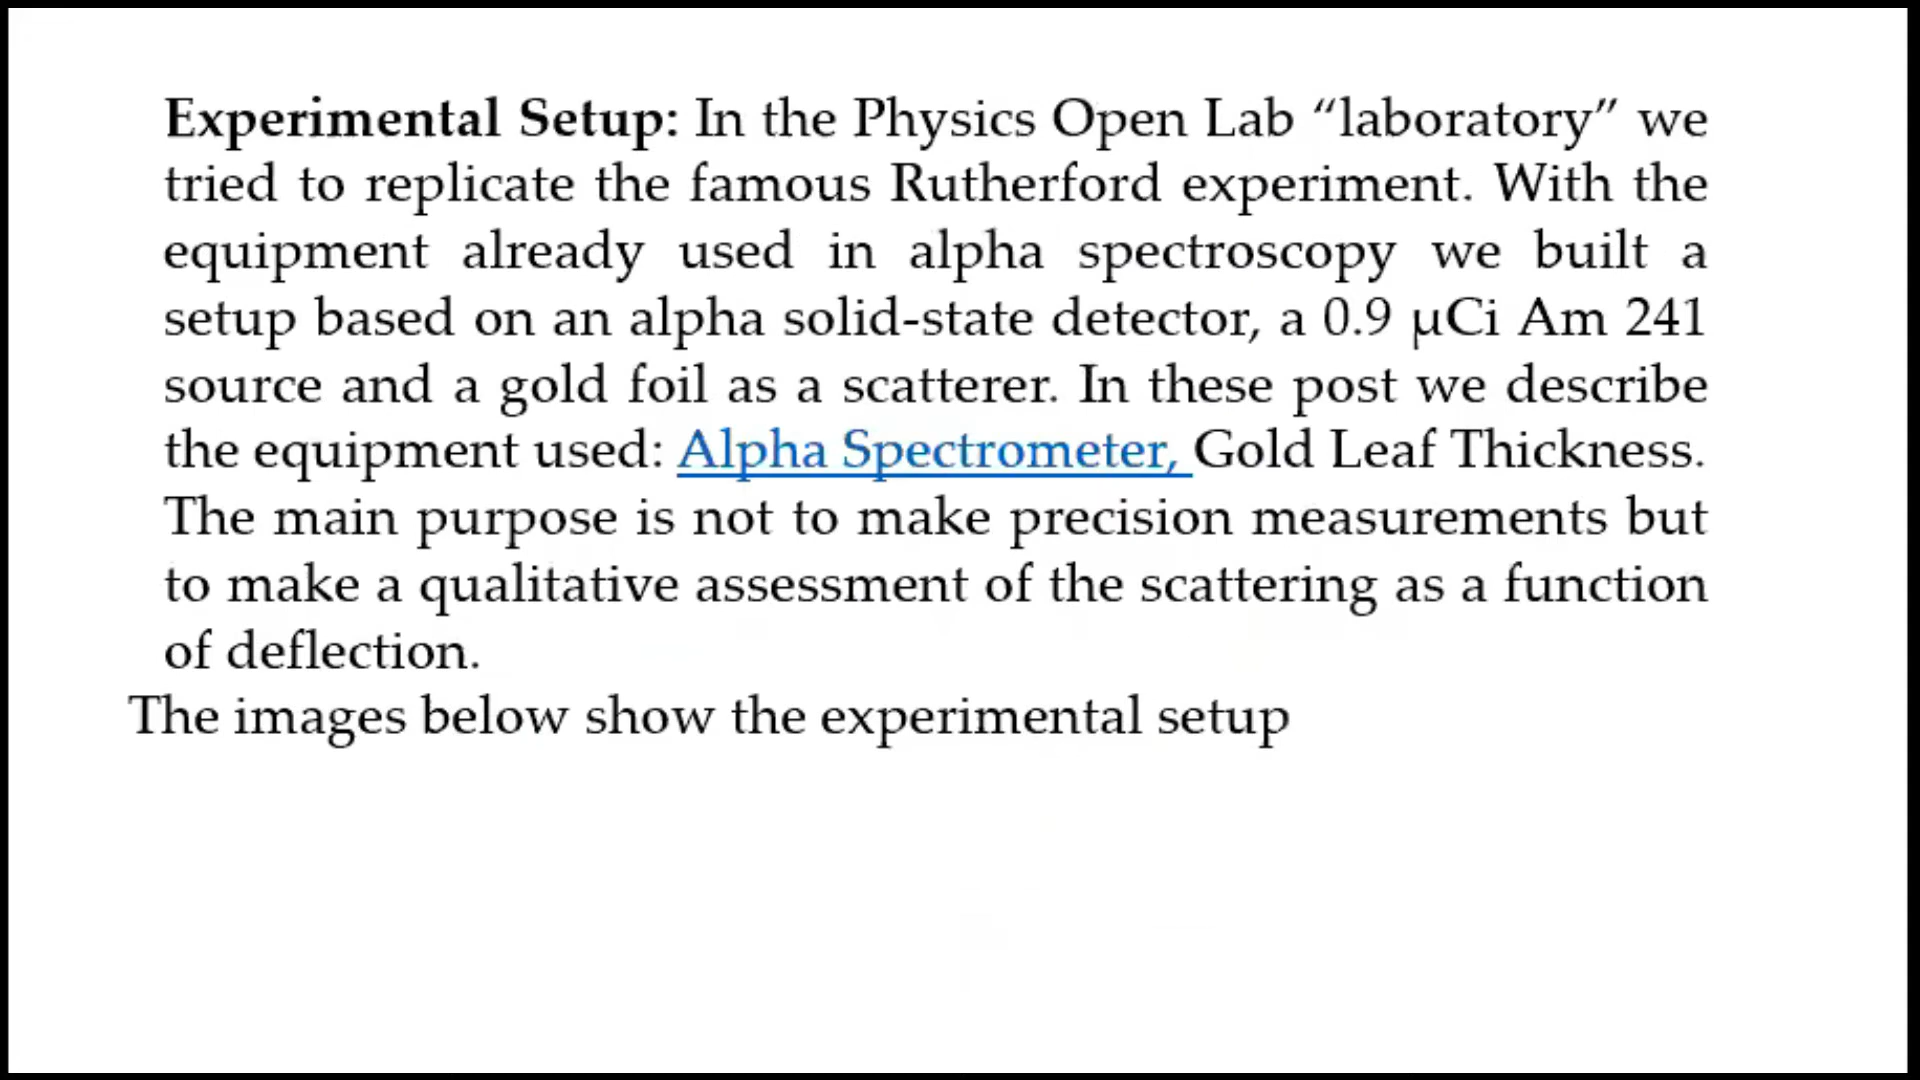 Experimental Setup: In the Physics Open Lab “laboratory” we
tried to replicate the famous Rutherford experiment. With the
equipment already used in alpha spectroscopy we built a
setup based on an alpha solid-state detector, a 0.9 µCi Am 241
source and a gold foil as a scatterer. In these post we describe
the equipment used: Alpha Spectrometer, Gold Leaf Thickness.
The main purpose is not to make precision measurements but
to make a qualitative assessment of the scattering as a function
of deflection.
The images below show the experimental setup